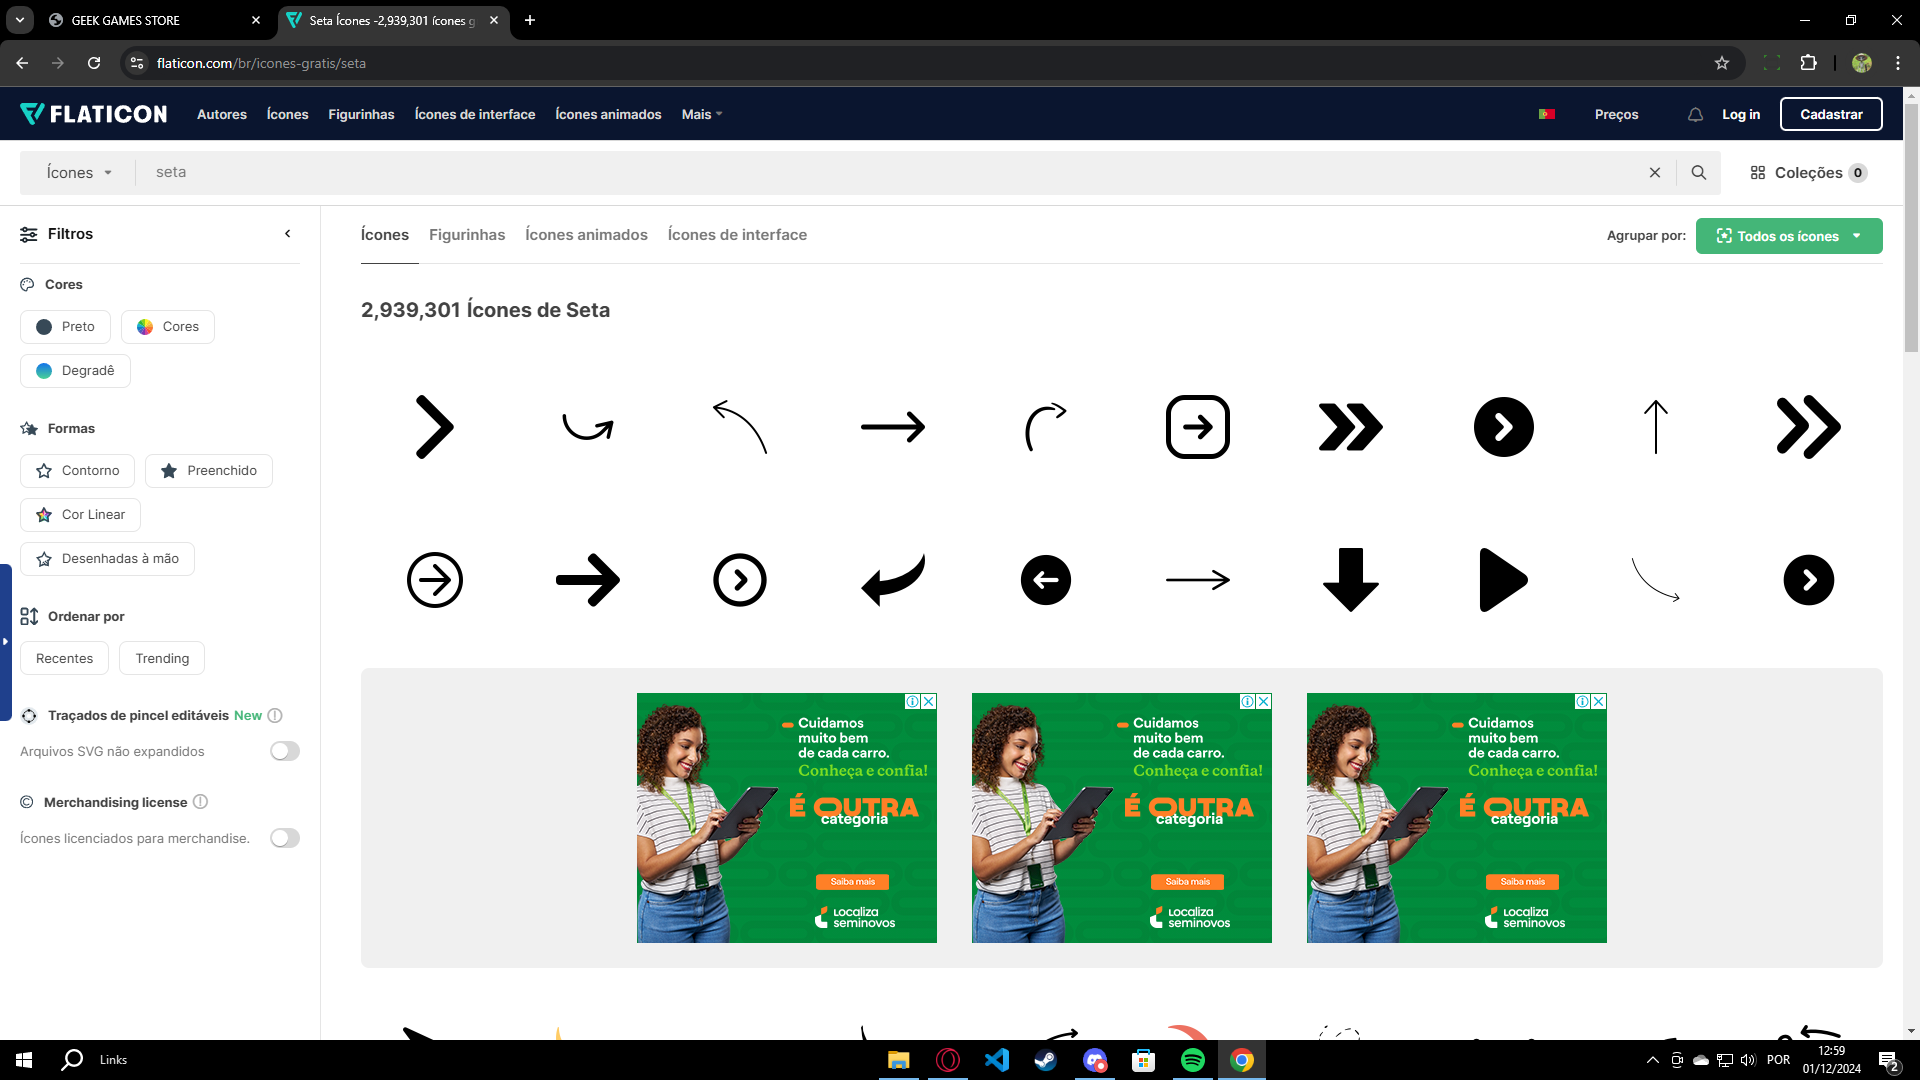 GEEK GAMES STORE
Seta Ícones -2,939,301 ícones g
flaticon.com/br/icones-gratis/seta
FLATICON
Autores
Ícones
Figurinhas
Ícones de interface
Ícones animados
Mais
Preços
Log in
Cadastrar
Ícones
seta
Coleções 0
Filtros
Ícones
Figurinhas
Ícones animados
Ícones de interface
Agrupar por:
Todos os ícones
Cores
Preto
Cores
Degradê
2,939,301 Ícones de Seta
Formas
Contorno
Preenchido
Cor Linear
Desenhadas à mão
Ordenar por
Recentes
Trending
Traçados de pincel editáveis New
Arquivos SVG não expandidos
Merchandising license
Ícones licenciados para merchandise.
Cuidamos
muito bem
de cada carro.
Conheça e confia!
É OUTRA
categoria
Saiba mais
Localiza
seminovos
Cuidamos
muito bem
de cada carro.
Conheça e confia!
É OUTRA
categoria
Saiba mais
Localiza
seminovos
Cuidamos
muito bem
de cada carro.
Conheça e confia!
É OUTRA
categoria
Saiba mais
Localiza
seminovos
Links
POR
12:59
01/12/2024
2